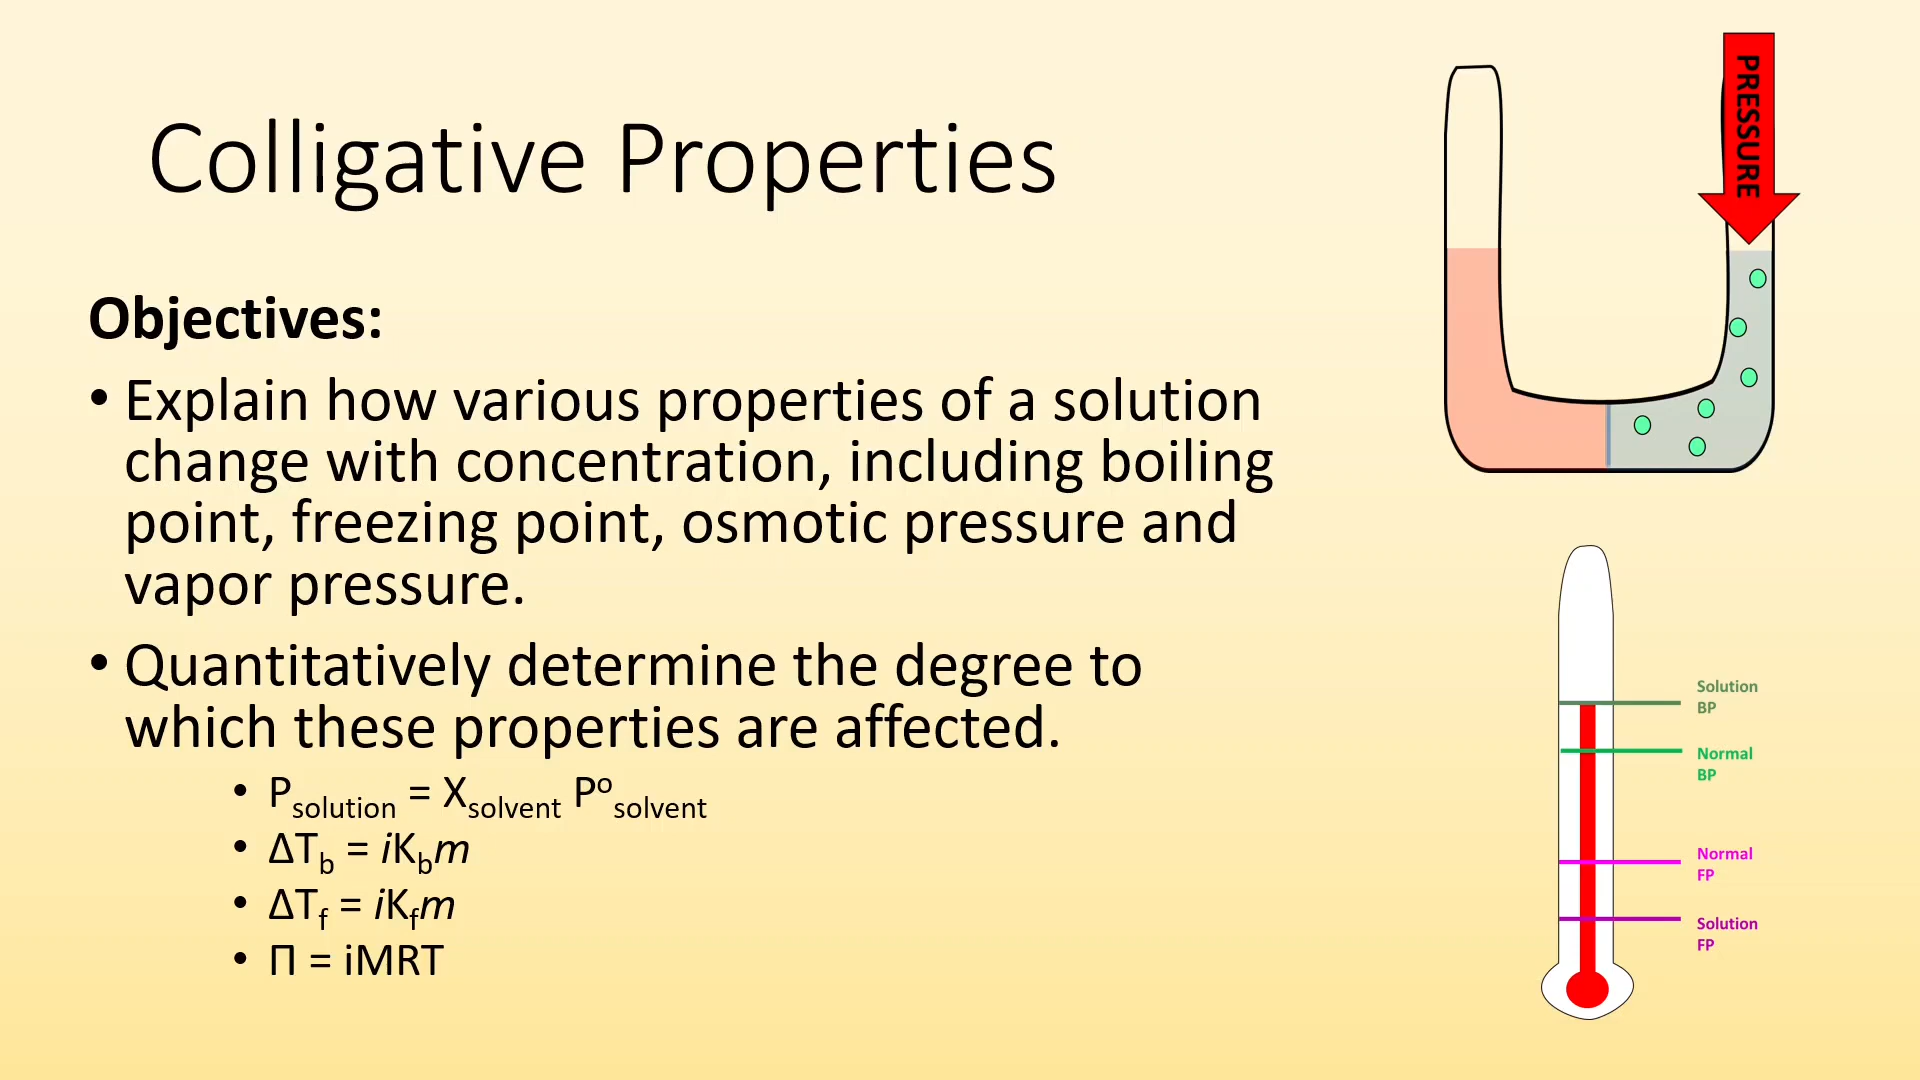 Colligative Properties
Objectives:
• Explain how various properties of a solution
change with concentration, including boiling
point, freezing point, osmotic pressure and
vapor pressure.
• Quantitatively determine the degree to
which these properties are affected.
• Psolution = Xsolvent Posolvent
• ΔTb = iKbm
• ΔTf = iKfm
• Π = iMRT
PRESSURE
Solution
BP
Normal
BP
Normal
FP
Solution
FP